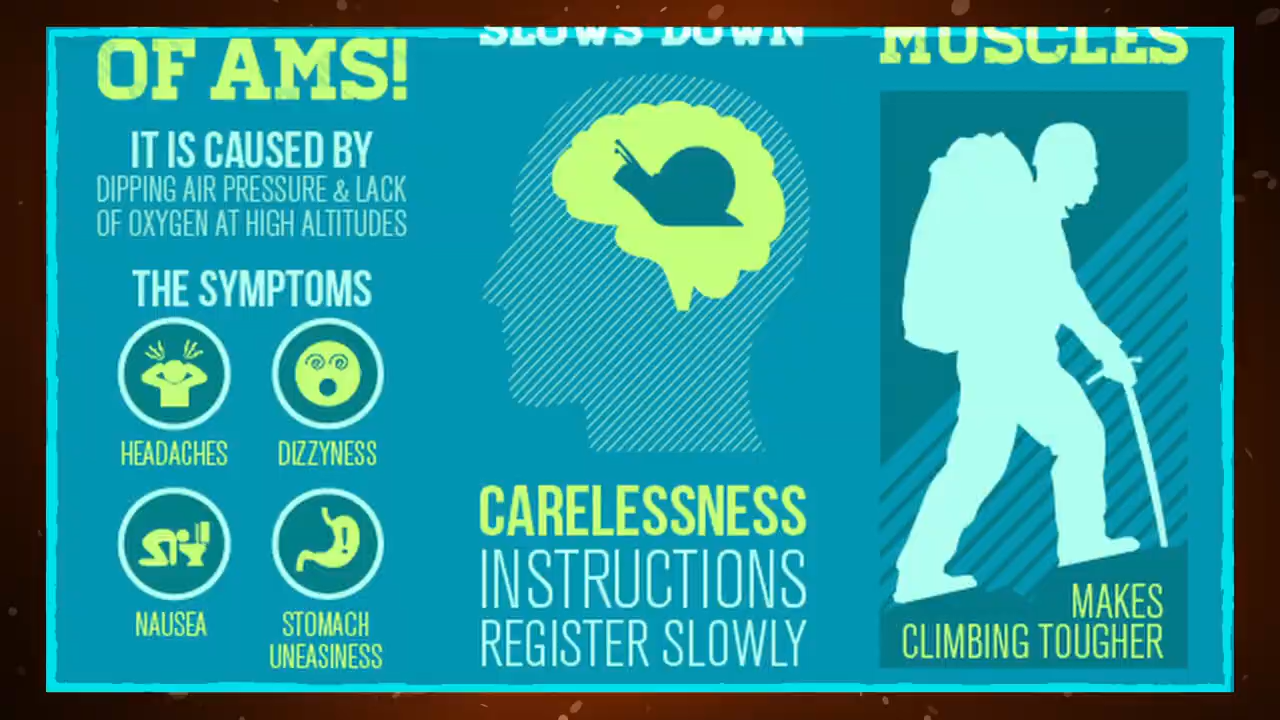 OF AMS!
IT IS CAUSED BY
DIPPING AIR PRESSURE & LACK
OF OXYGEN AT HIGH ALTITUDES
THE SYMPTOMS
HEADACHES
DIZZYNESS
NAUSEA
STOMACH
UNEASINESS
SLOWS DOWN
CARELESSNESS
INSTRUCTIONS
REGISTER SLOWLY
MUSCLES
MAKES
CLIMBING TOUGHER